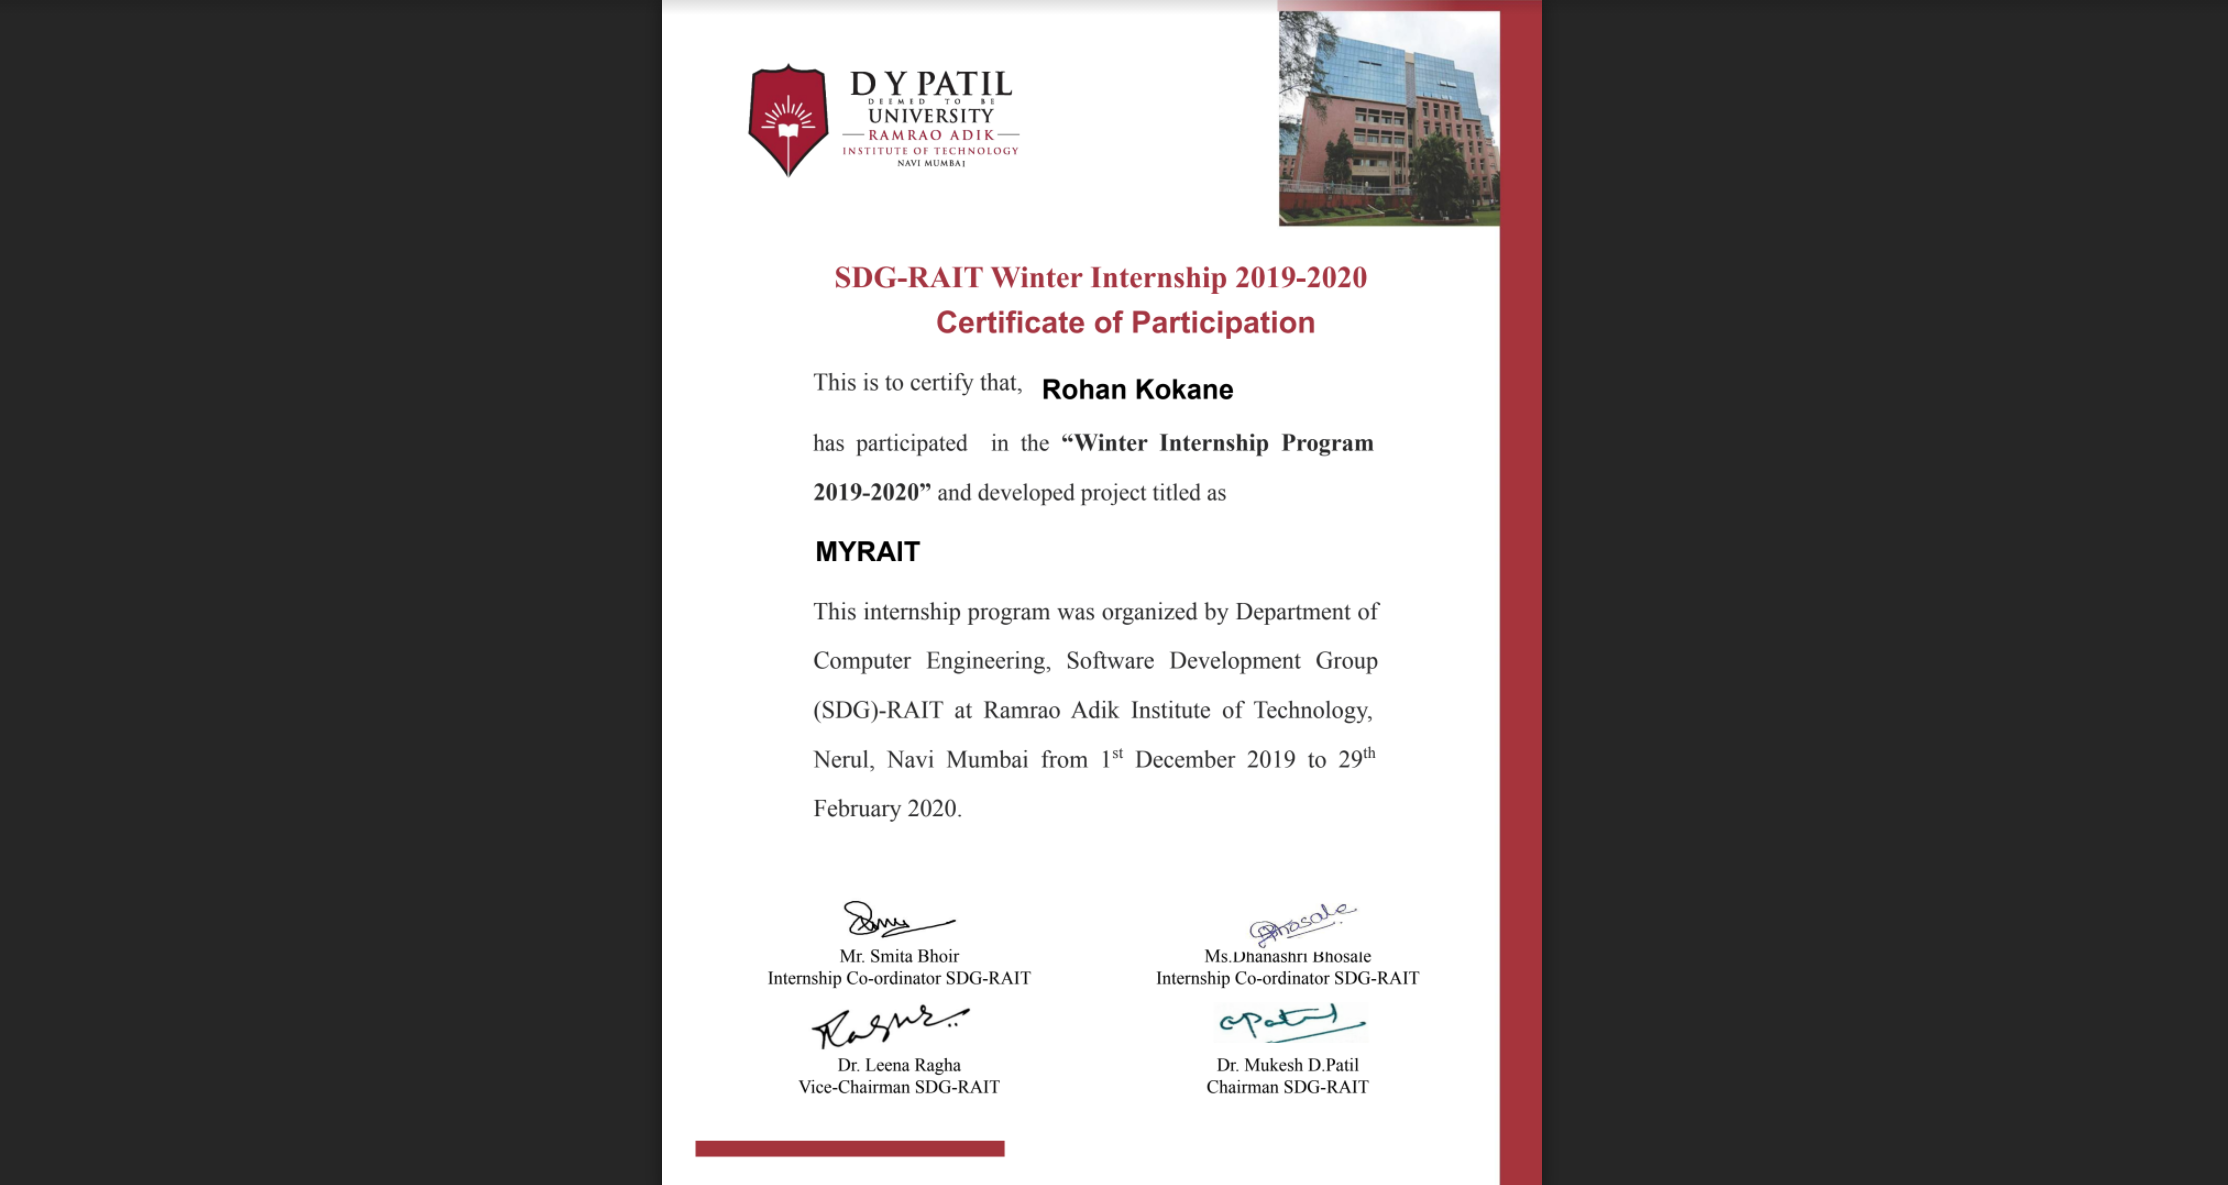 D Y PATIL
DEEMED TO BE
UNIVERSITY
RAMRAO ADIK
INSTITUTE OF TECHNOLOGY
NAVI MUMBAI
SDG-RAIT Winter Internship 2019-2020
Certificate of Participation
This is to certify that, Rohan Kokane
has participated in the “Winter Internship Program
2019-2020” and developed project titled as
MYRAIT
This internship program was organized by Department of
Computer Engineering, Software Development Group
(SDG)-RAIT at Ramrao Adik Institute of Technology,
Nerul, Navi Mumbai from 1st December 2019 to 29th
February 2020.
Bhosale
Mr. Smita Bhoir
Ms.Dhanashri Bhosale
Internship Co-ordinator SDG-RAIT
Internship Co-ordinator SDG-RAIT
Dr. Leena Ragha
Dr. Mukesh D.Patil
Vice-Chairman SDG-RAIT
Chairman SDG-RAIT